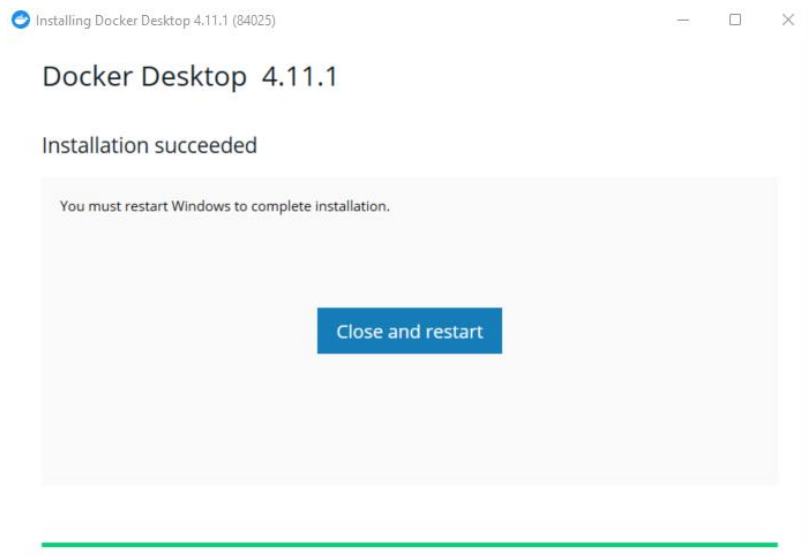 Installing Docker Desktop 4.11.1 (84025)
Docker Desktop 4.11.1
Installation succeeded
You must restart Windows to complete installation.
Close and restart